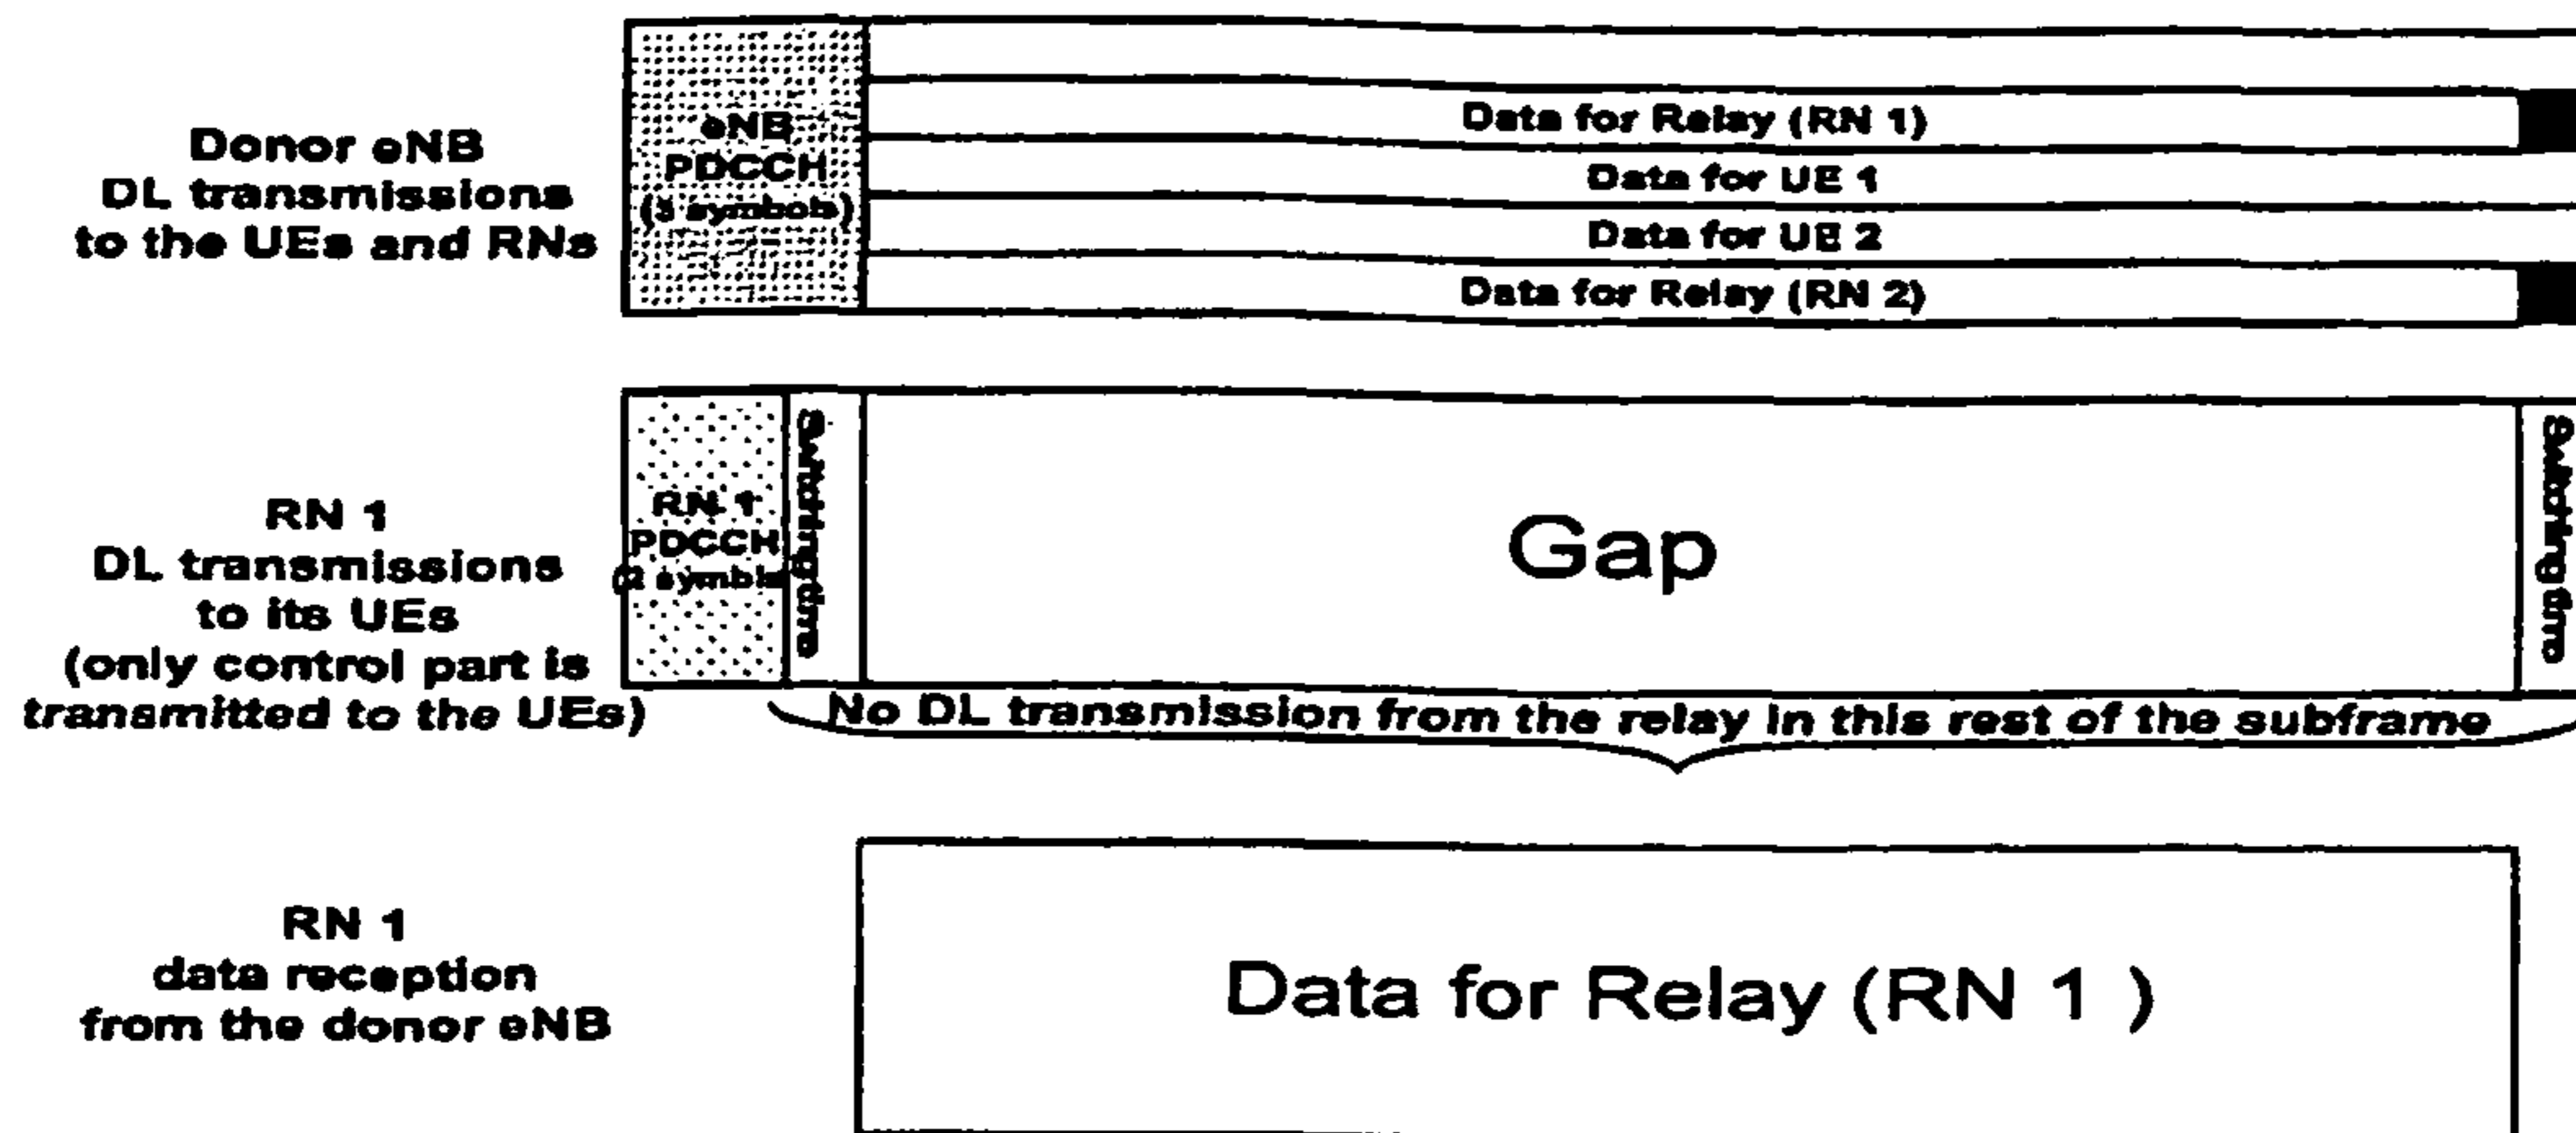 Donor eNB
DL transmissions
to the UEs and RNs
eNB
PDCCH
(3 symbols)
Data for Relay (RN 1)
Data for UE 1
Data for UE 2
Data for Relay (RN 2)
RN 1
DL transmissions
to its UEs
(only control part is
transmitted to the UEs)
RN 1
PDCCH
(2 symbls
Switching time
Gap
Switching time
No DL transmission from the relay in this rest of the subframe
RN 1
data reception
from the donor eNB
Data for Relay (RN 1 )